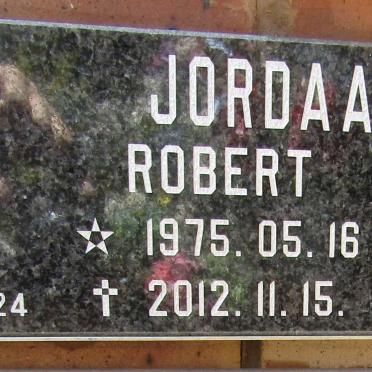 JORDAA
ROBERT
☆ 1975. 05. 16
✝ 2012. 11. 15.
24